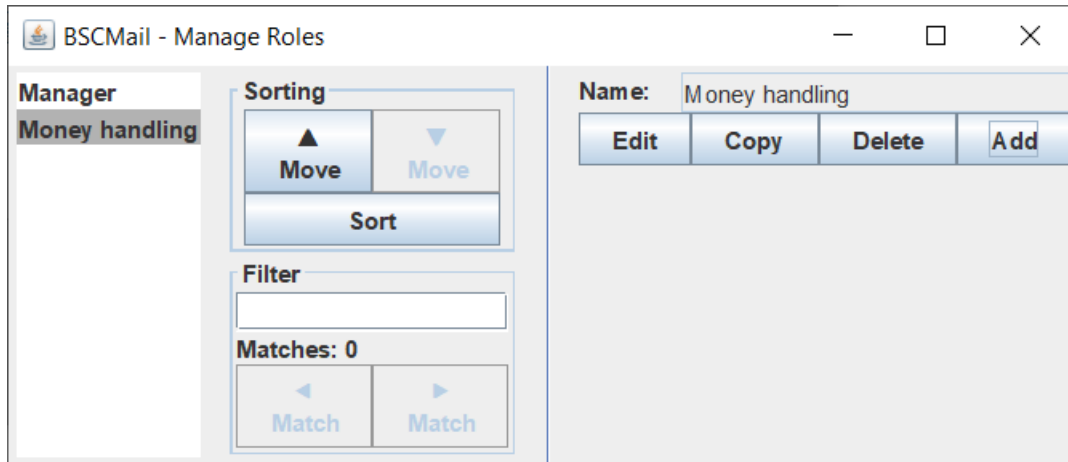 BSCMail - Manage Roles
Manager
Money handling
Sorting
▲ ▼
Move Move
Sort
Filter
Matches: 0
◄ ►
Match Match
Name: Money handling
Edit Copy Delete Add